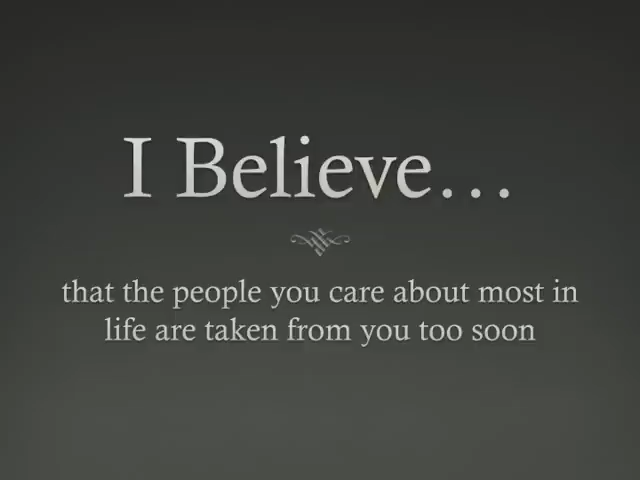 I Believe…
that the people you care about most in
life are taken from you too soon